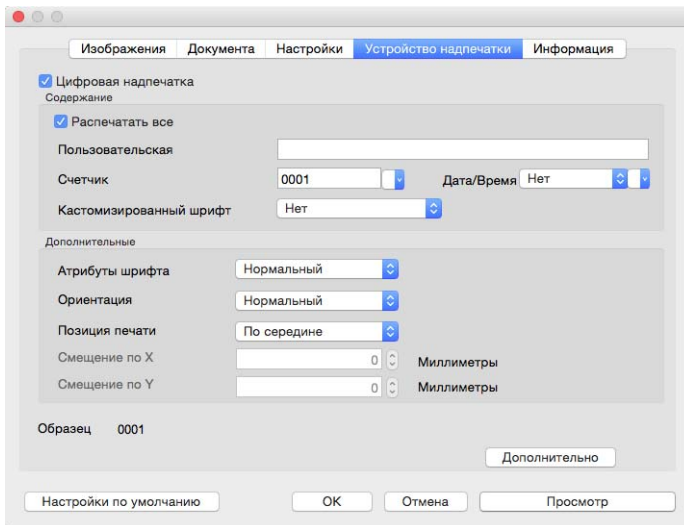 Изображения Документа Настройки Устройство надпечатки Информация
Цифровая надпечатка
Содержание
Распечатать все
Пользовательская
Счетчик 0001 Дата/Время Нет
Кастомизированный шрифт Нет
Дополнительные
Атрибуты шрифта Нормальный
Ориентация Нормальный
Позиция печати По середине
Смещение по X 0 Миллиметры
Смещение по Y 0 Миллиметры
Образец 0001
Дополнительно
Настройки по умолчанию OK Отмена Просмотр